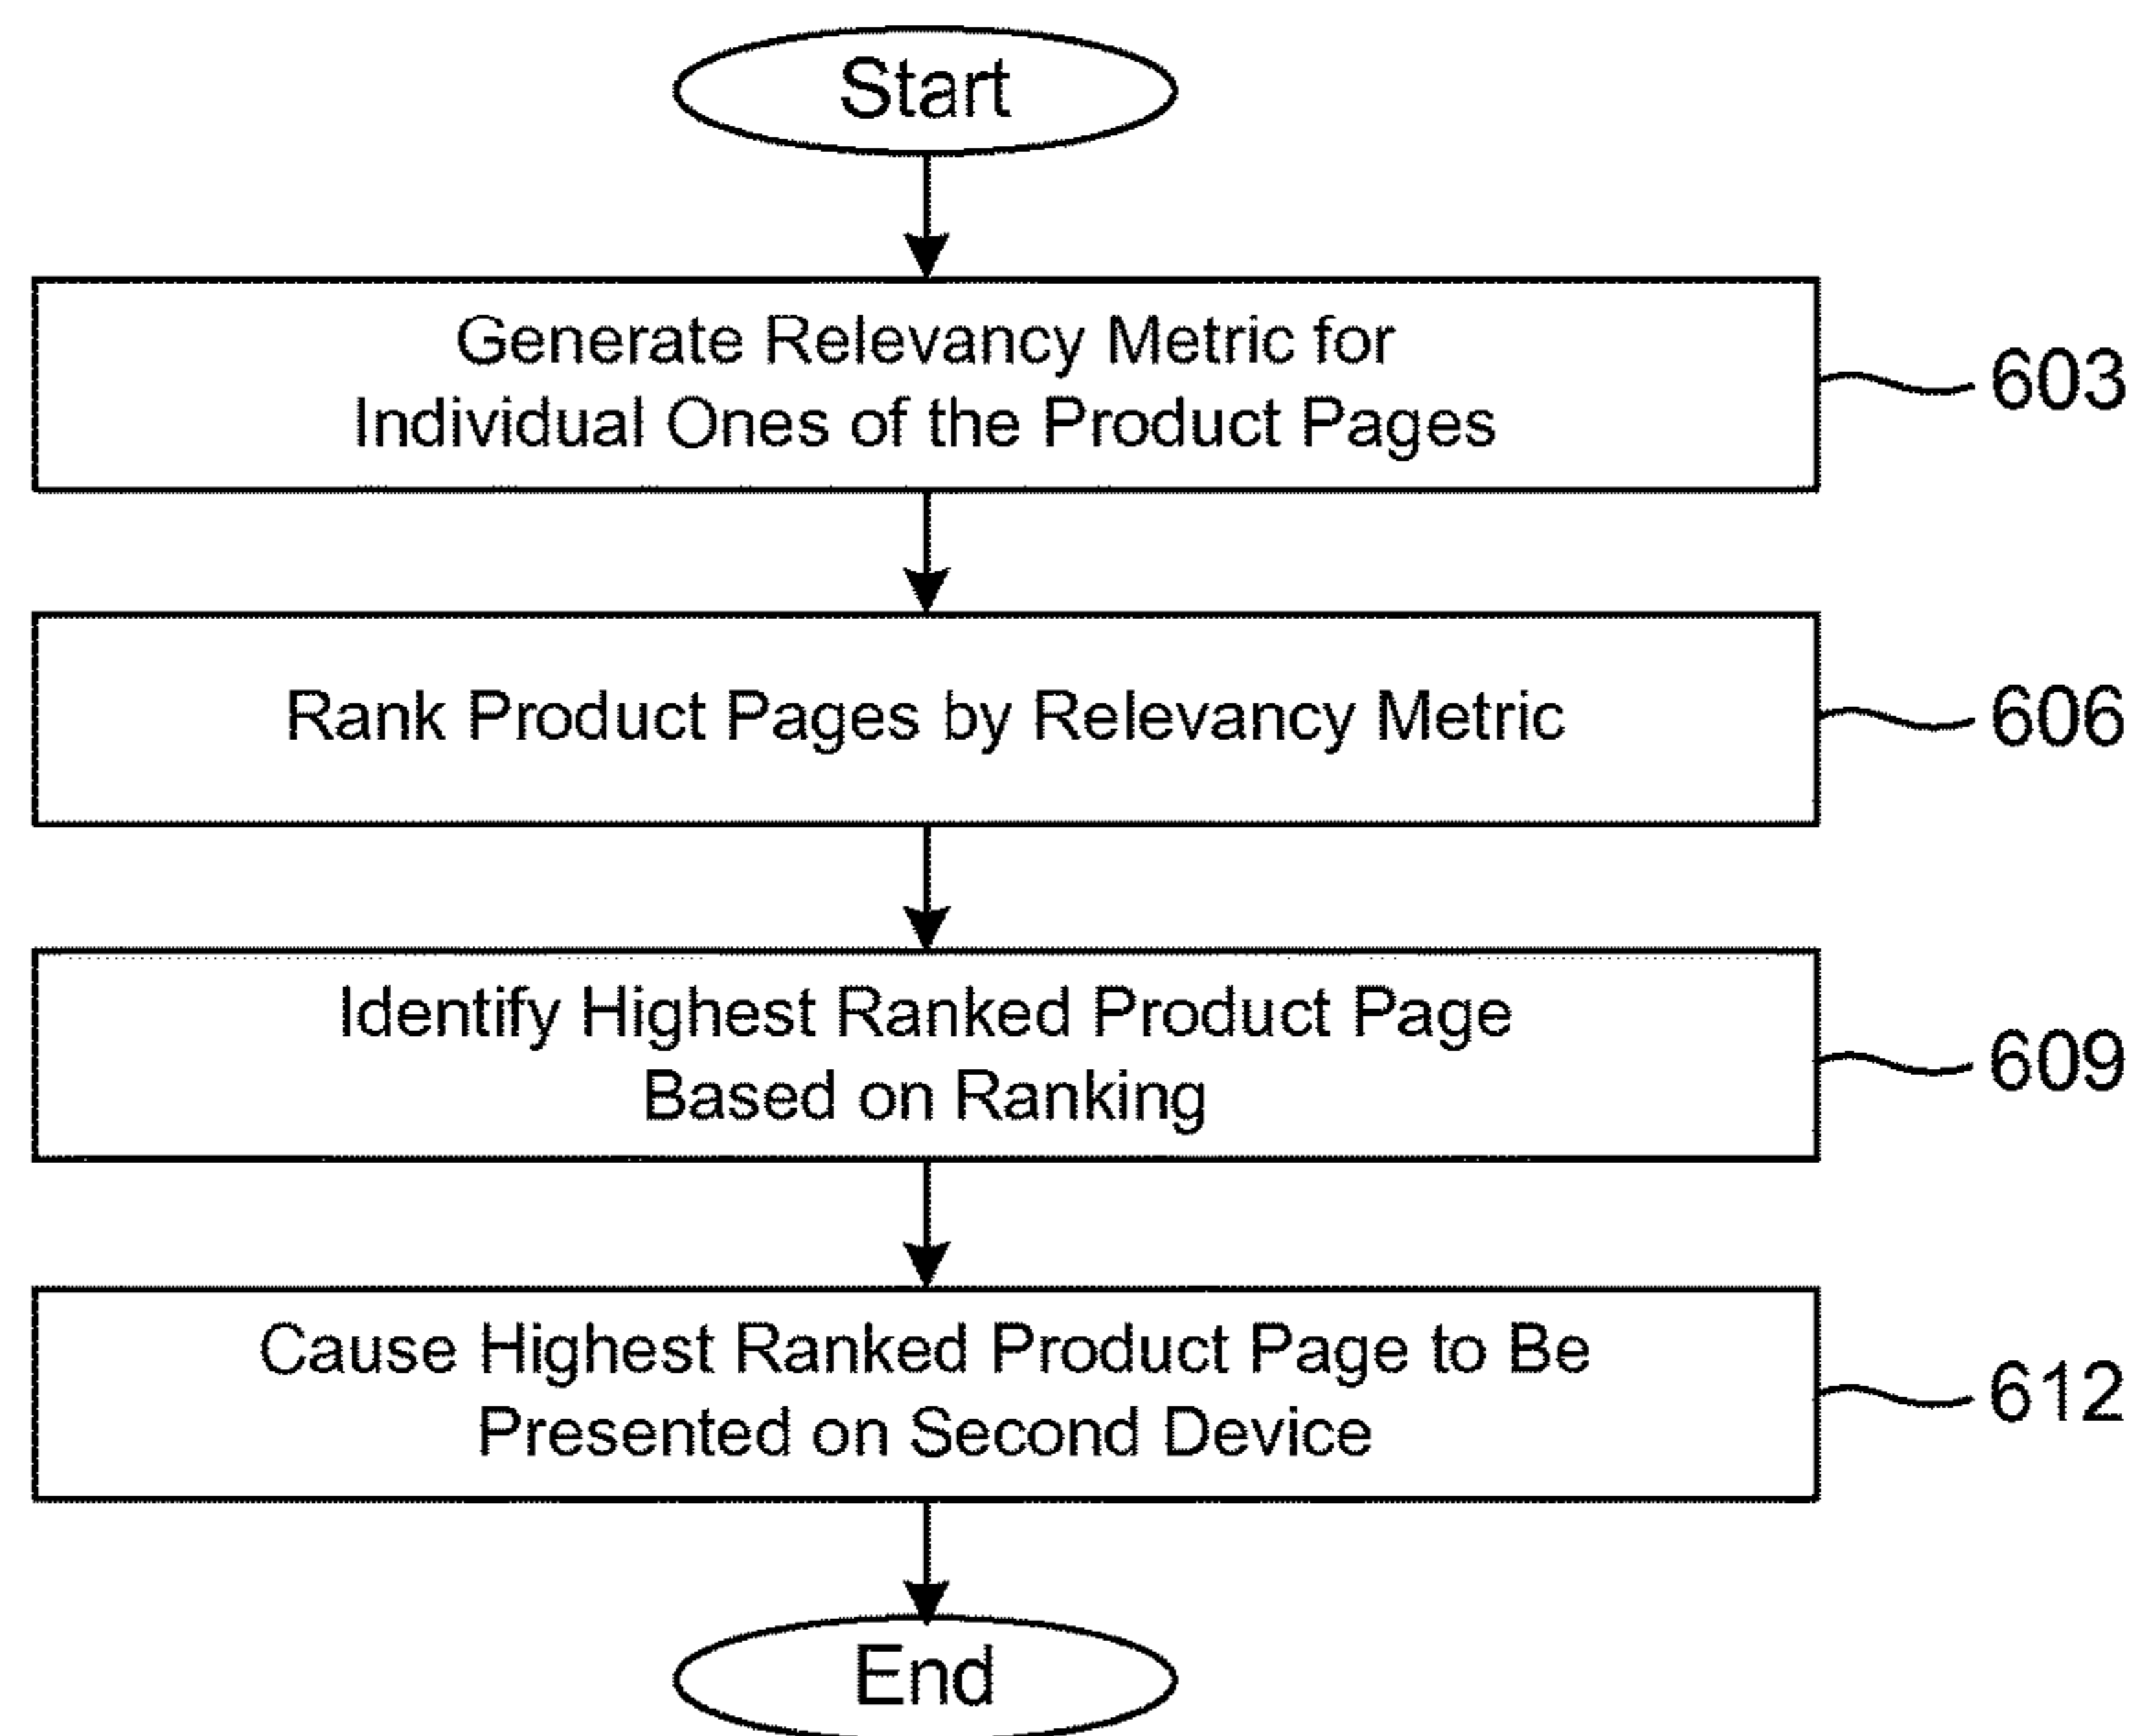 Start
Generate Relevancy Metric for
Individual Ones of the Product Pages
603
Rank Product Pages by Relevancy Metric
606
Identify Highest Ranked Product Page
Based on Ranking
609
Cause Highest Ranked Product Page to Be
Presented on Second Device
612
End